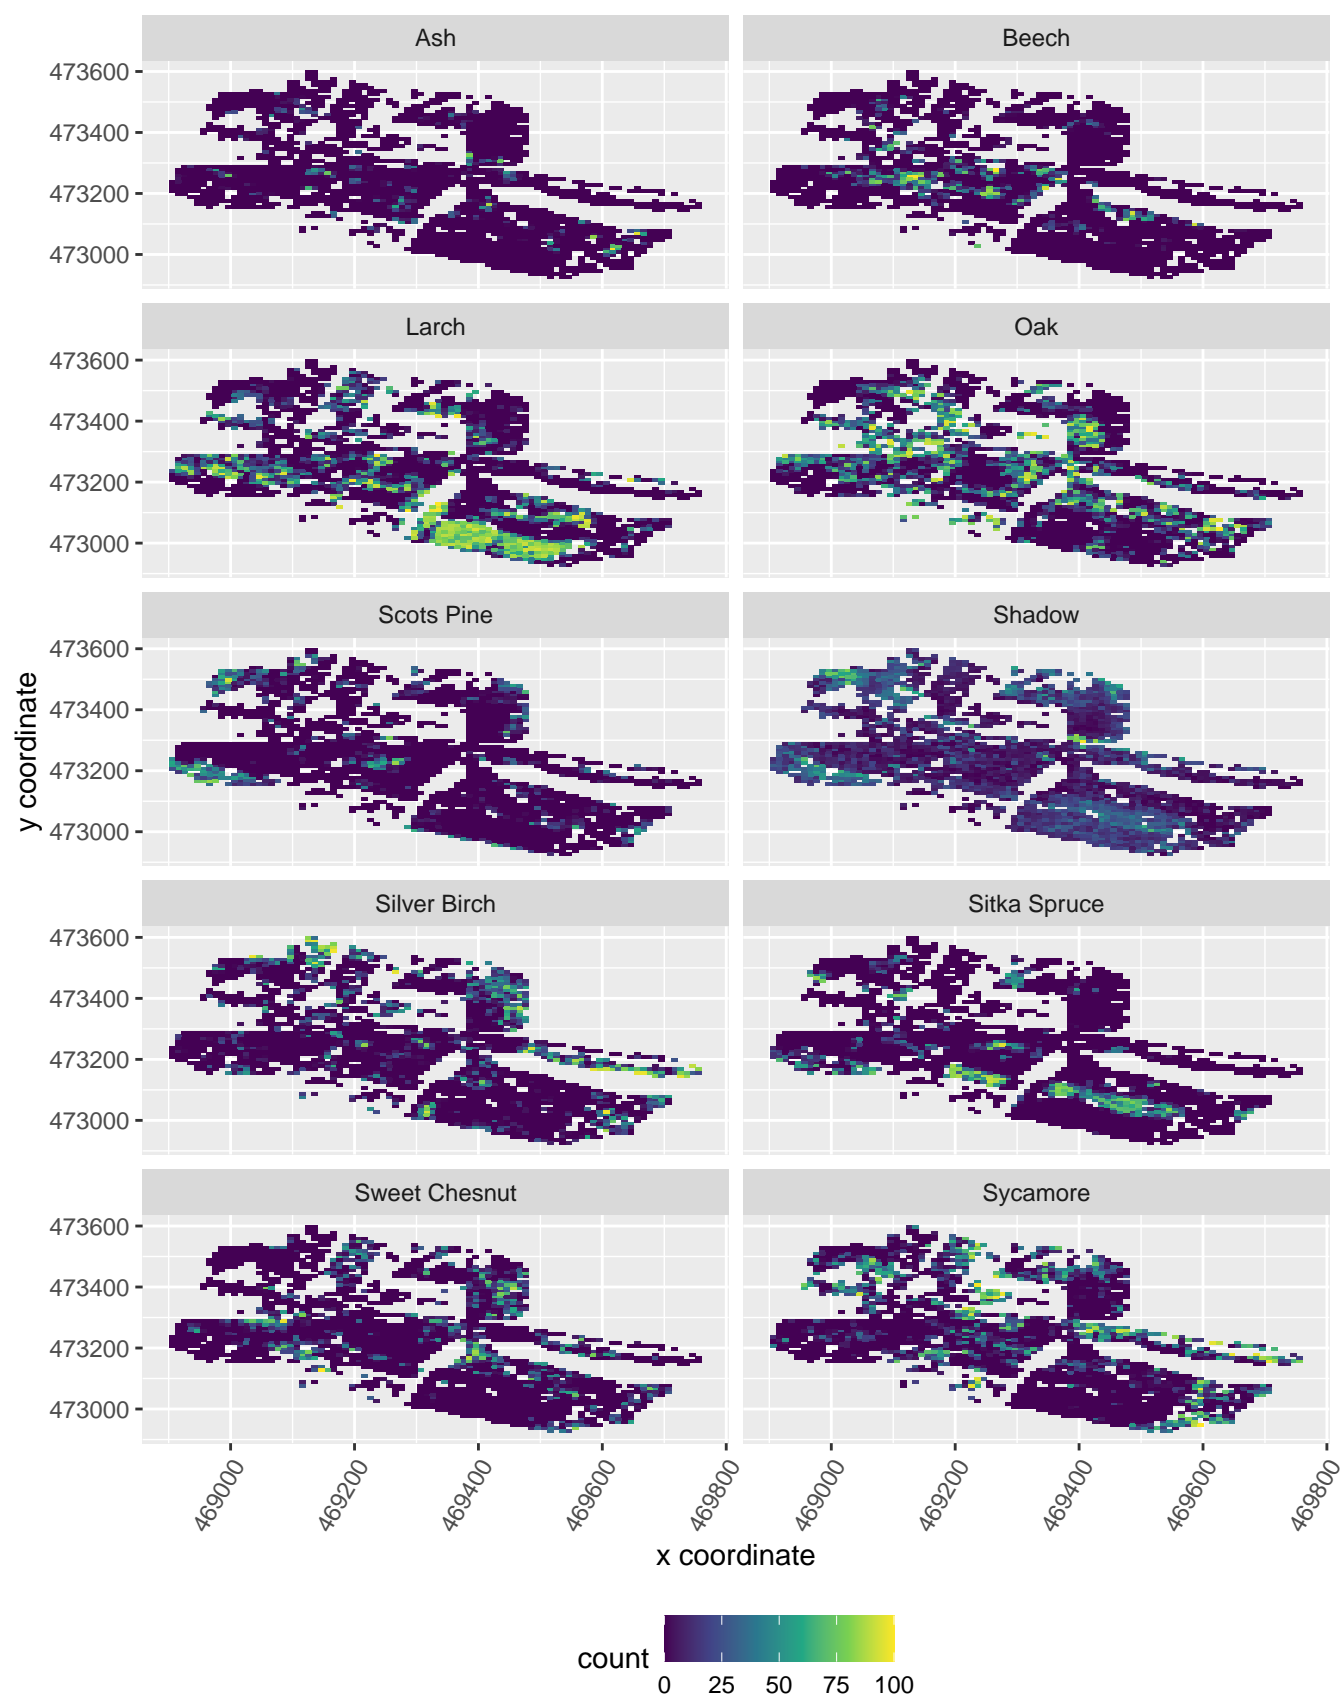 Ash Beech
473600
473400
473200
473000
Larch Oak
473600
473400
473200
473000
Scots Pine Shadow
473600
473400
473200
473000
Silver Birch Sitka Spruce
473600
473400
473200
473000
Sweet Chesnut Sycamore
473600
473400
473200
473000
y coordinate
469000 469200 469400 469600 469800 469000 469200 469400 469600 469800
x coordinate
count
0 25 50 75 100